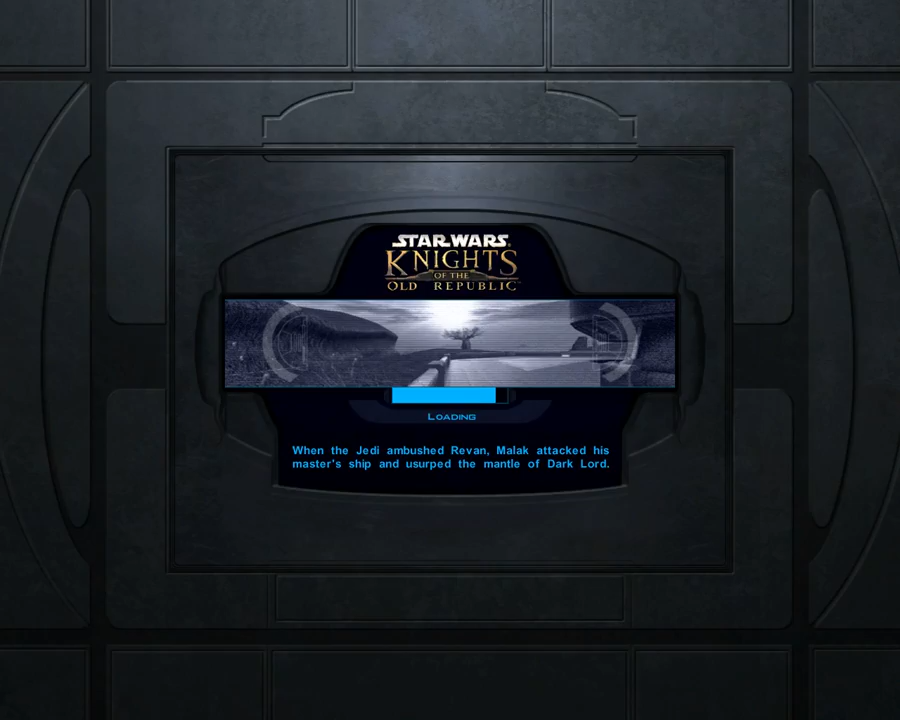 STAR WARS
KNIGHTS
OF THE
OLD REPUBLIC
LOADING
When the Jedi ambushed Revan, Malak attacked his
master's ship and usurped the mantle of Dark Lord.